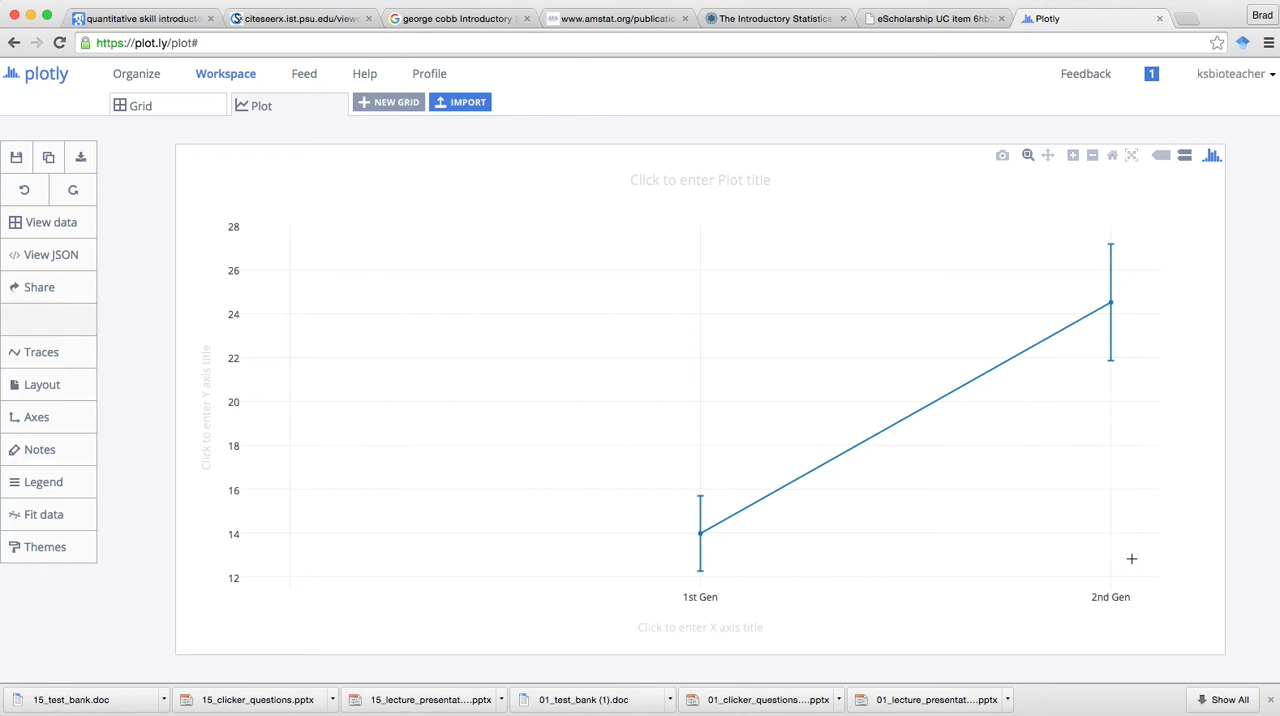 quantitative skill introducto
citeseerx.ist.psu.edu/viewd
george cobb Introductory S
www.amstat.org/publicatio
The Introductory Statistics
eScholarship UC item 6hb
Plotly
Brad
https://plot.ly/plot#
plotly
Organize
Workspace
Feed
Help
Profile
Feedback
1
ksbioteacher
Grid
Plot
NEW GRID
IMPORT
View data
View JSON
Share
Traces
Layout
Axes
Notes
Legend
Fit data
Themes
Click to enter Plot title
28
26
24
22
20
18
16
14
12
Click to enter Y axis title
1st Gen
2nd Gen
Click to enter X axis title
15_test_bank.doc
15_clicker_questions.pptx
15_lecture_presentat....pptx
01_test_bank (1).doc
01_clicker_questions....pptx
01_lecture_presentat....pptx
Show All